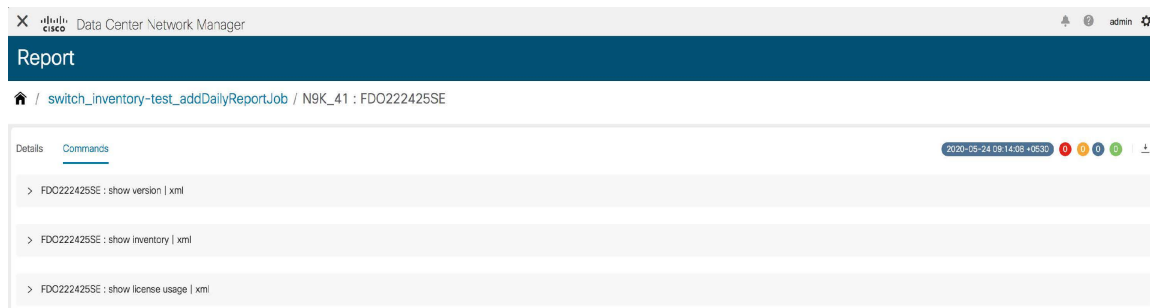 cisco Data Center Network Manager admin
Report
/ switch_inventory-test_addDailyReportJob / N9K_41 : FDO222425SE
Details Commands 2020-05-24 09:14:08 +0530 0 0 0 0
> FDO222425SE : show version | xml
> FDO222425SE : show inventory | xml
> FDO222425SE : show license usage | xml